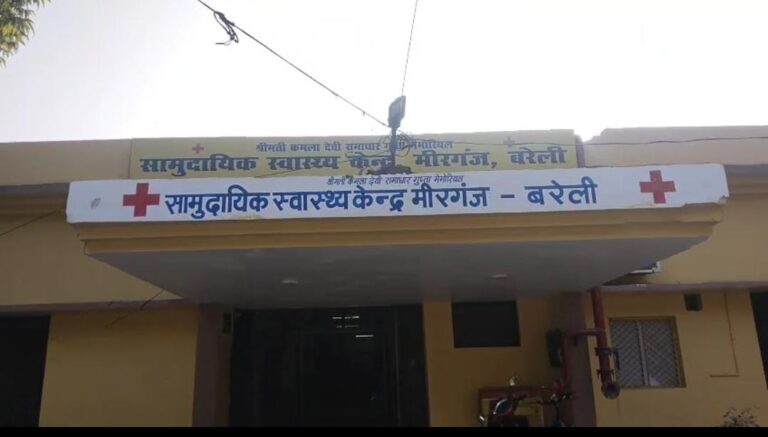 श्रीमती कमला देवी रामाधार गुप्ता मेमोरियल
सामुदायिक स्वास्थ्य केन्द्र मीरगंज, बरेली
श्रीमती कमला देवी रामाधार गुप्ता मेमोरियल
सामुदायिक स्वास्थ्य केन्द्र मीरगंज - बरेली